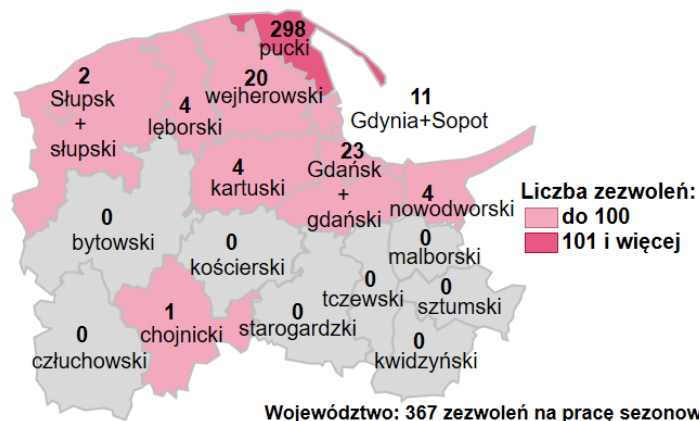 298
pucki
2
Słupsk
+
słupski
4
lęborski
20
wejherowski
11
Gdynia+Sopot
4
kartuski
23
Gdańsk
+
gdański
4
nowodworski
Liczba zezwoleń:
do 100
101 i więcej
0
bytowski
0
kościerski
0
malborski
0
tczewski
0
sztumski
0
człuchowski
1
chojnicki
0
starogardzki
0
kwidzyński
Województwo: 367 zezwoleń na pracę sezonow